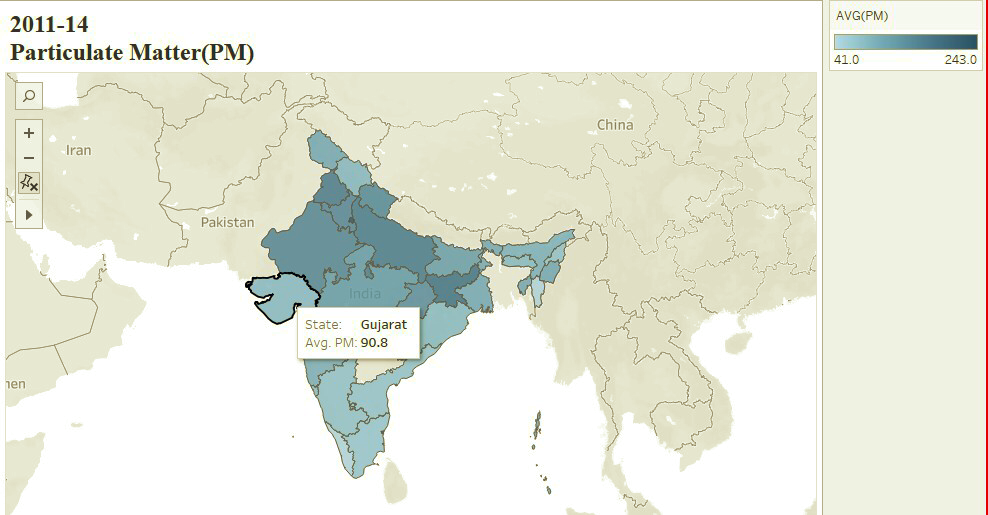 2011-14
Particulate Matter(PM)
AVG(PM)
41.0 243.0
China
Iran
Pakistan
India
State: Gujarat
Avg. PM: 90.8
men